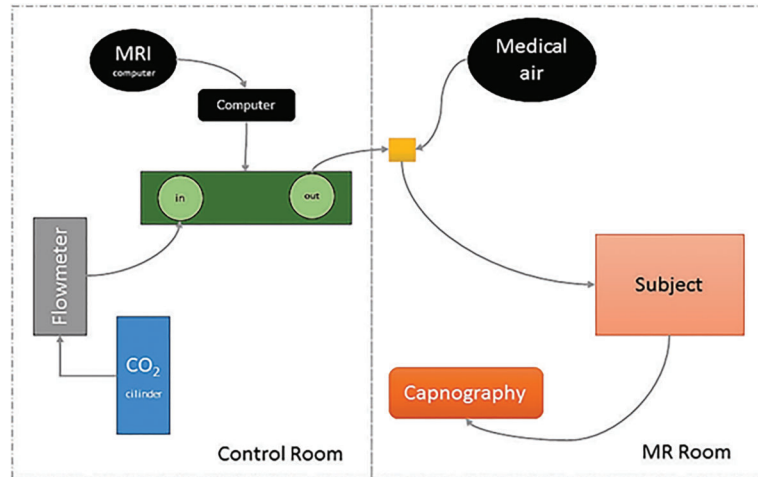 MRI
computer
Computer
in
out
Flowmeter
CO₂
cilinder
Control Room
Medical
air
Subject
Capnography
MR Room